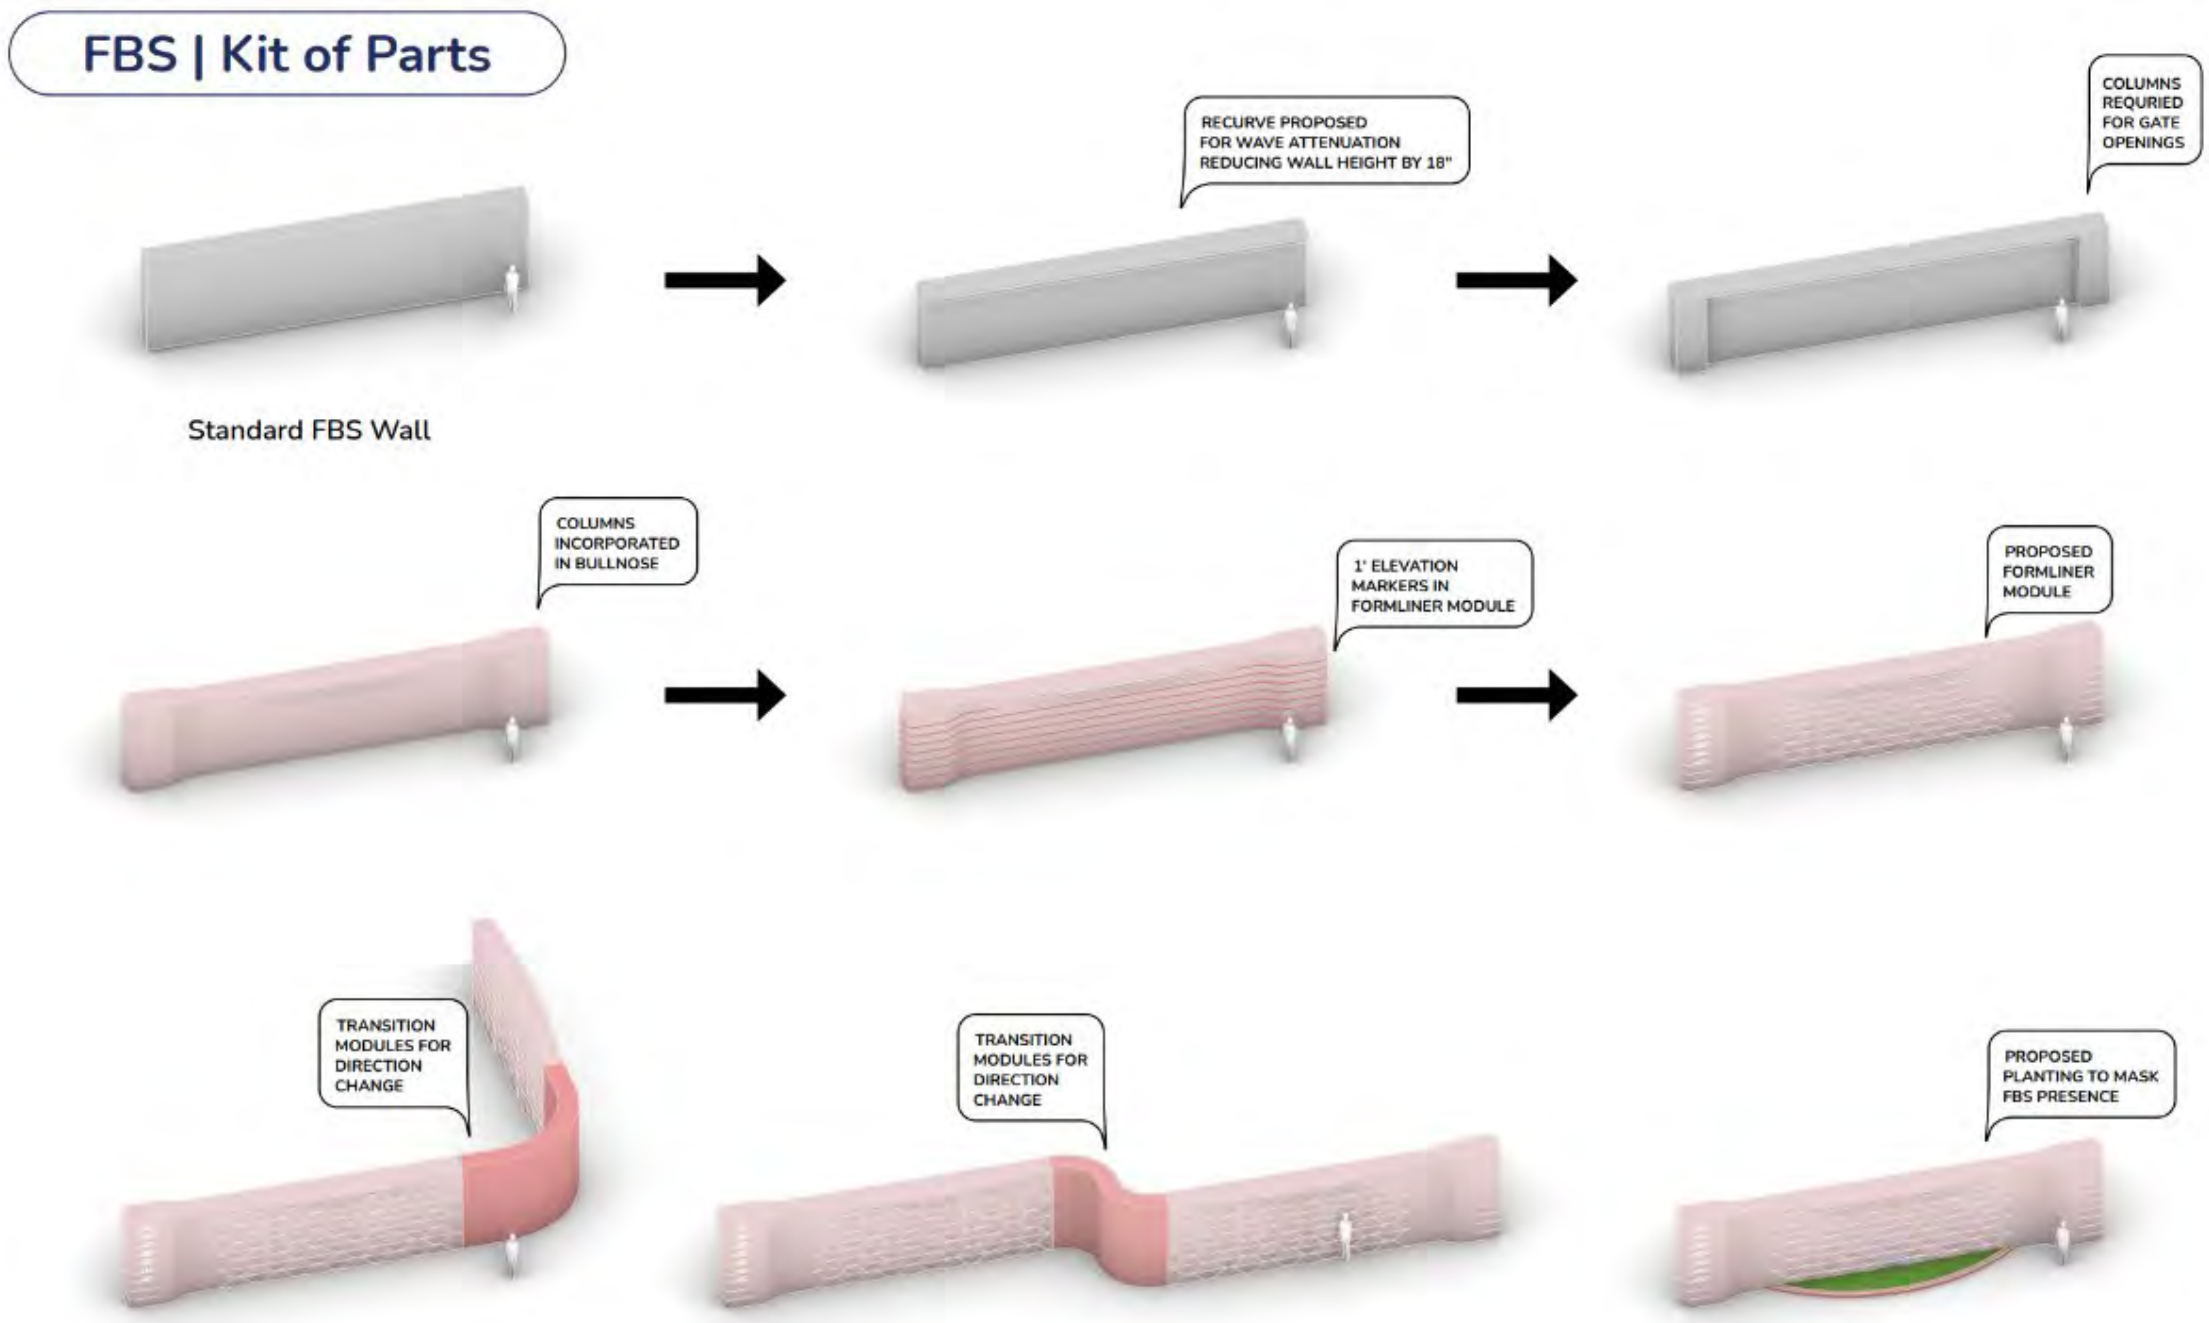 FBS | Kit of Parts
RECURVE PROPOSED
FOR WAVE ATTENUATION
REDUCING WALL HEIGHT BY 18"
COLUMNS
REQURIED
FOR GATE
OPENINGS
Standard FBS Wall
COLUMNS
INCORPORATED
IN BULLNOSE
1' ELEVATION
MARKERS IN
FORMLINER MODULE
PROPOSED
FORMLINER
MODULE
TRANSITION
MODULES FOR
DIRECTION
CHANGE
TRANSITION
MODULES FOR
DIRECTION
CHANGE
PROPOSED
PLANTING TO MASK
FBS PRESENCE